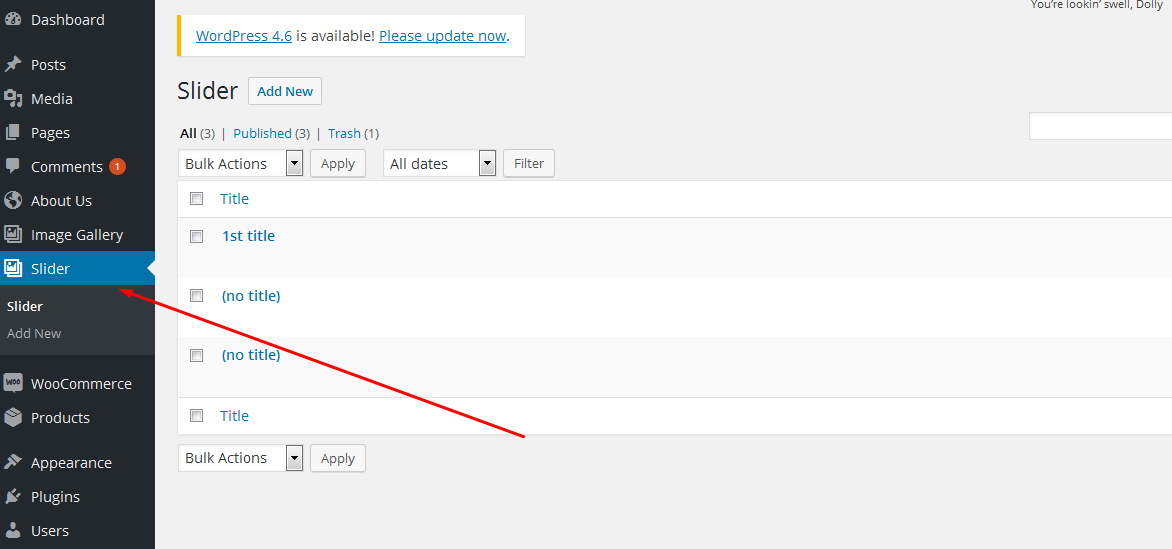 You're lookin' swell, Dolly
Dashboard
Posts
Media
Pages
Comments 1
About Us
Image Gallery
Slider
Slider
Add New
WOO WooCommerce
Products
Appearance
Plugins
Users
WordPress 4.6 is available! Please update now.
Slider Add New
All (3) | Published (3) | Trash (1)
Bulk Actions Apply All dates Filter
Title
1st title
(no title)
(no title)
Title
Bulk Actions Apply